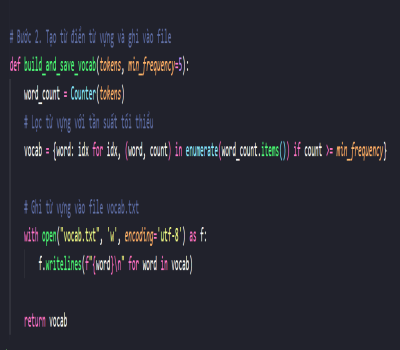 # Bước 2. Tạo từ điển từ vựng và ghi vào file
def build_and_save_vocab(tokens, min_frequency=5):
    word_count = Counter(tokens)
    # Lọc từ vựng với tần suất tối thiểu
    vocab = {word: idx for idx, (word, count) in enumerate(word_count.items()) if count >= min_frequency}
    # Ghi từ vựng vào file vocab.txt
    with open("vocab.txt", 'w', encoding='utf-8') as f:
        f.writelines(f"{word}\n" for word in vocab)
    return vocab